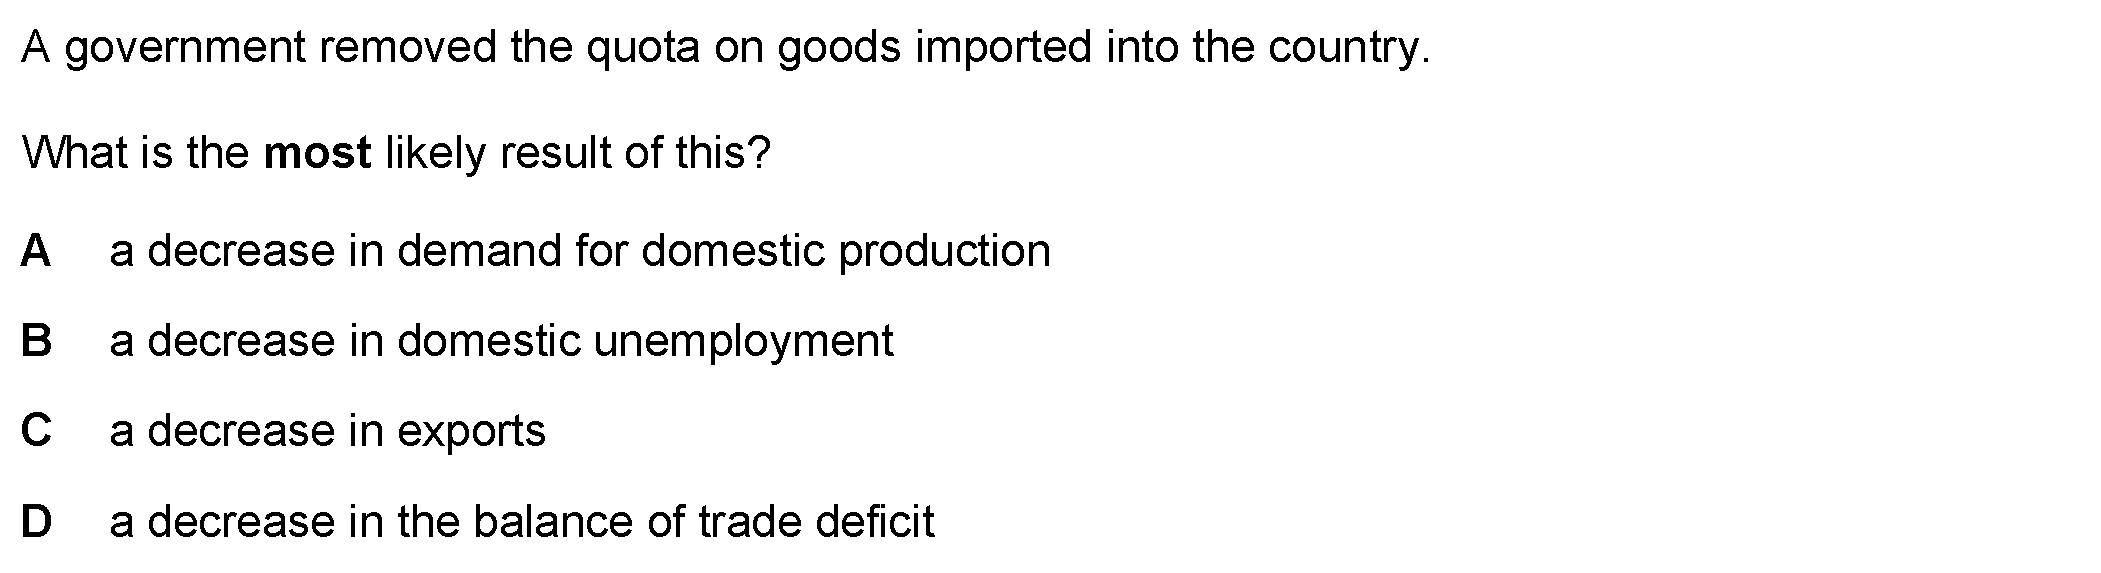 A government removed the quota on goods imported into the country.
What is the most likely result of this?
A a decrease in demand for domestic production
B a decrease in domestic unemployment
C a decrease in exports
D a decrease in the balance of trade deficit